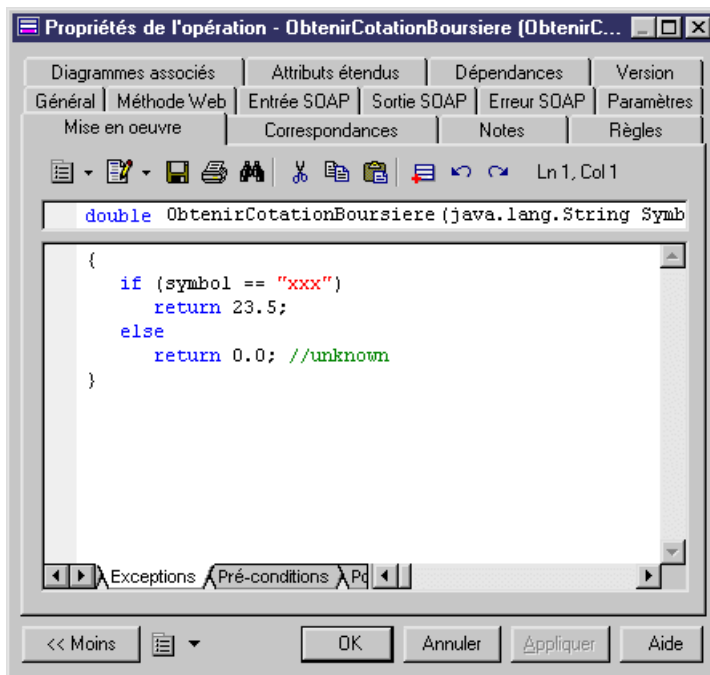 Propriétés de l'opération - ObtenirCotationBoursiere (ObtenirC...
Diagrammes associés Attributs étendus Dépendances Version
Général Méthode Web Entrée SOAP Sortie SOAP Erreur SOAP Paramètres
Mise en oeuvre Correspondances Notes Règles
Ln 1, Col 1
double ObtenirCotationBoursiere(java.lang.String Symb
{
if (symbol == "xxx")
return 23.5;
else
return 0.0; //unknown
}
Exceptions Pré-conditions
<< Moins OK Annuler Appliquer Aide